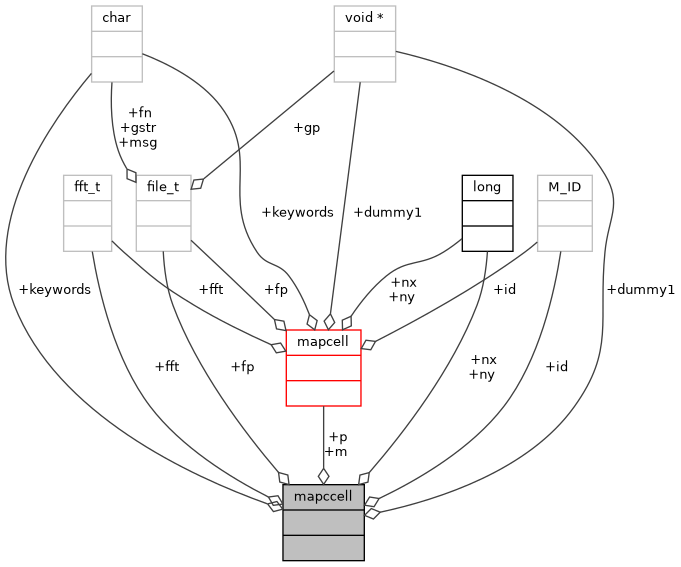 char
void *
+fn
+gstr
+msg
+gp
fft_t
file_t
long
M_ID
+keywords
+dummy1
+keywords
+fft
+fp
+nx
+ny
+id
+dummy1
mapcell
+fft
+fp
+nx
+ny
+id
+p
+m
mapccell